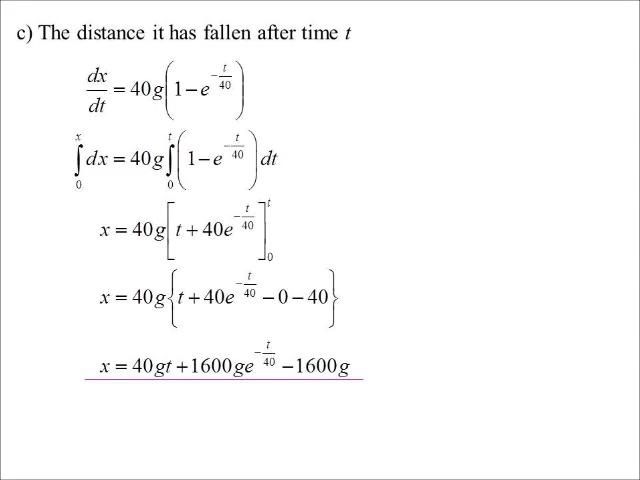 c) The distance it has fallen after time t
dx/dt = 40g(1 − e^(−t/40))
∫₀ˣ dx = 40g ∫₀ᵗ (1 − e^(−t/40)) dt
x = 40g[t + 40e^(−t/40)]₀ᵗ
x = 40g{t + 40e^(−t/40) − 0 − 40}
x = 40gt + 1600ge^(−t/40) − 1600g